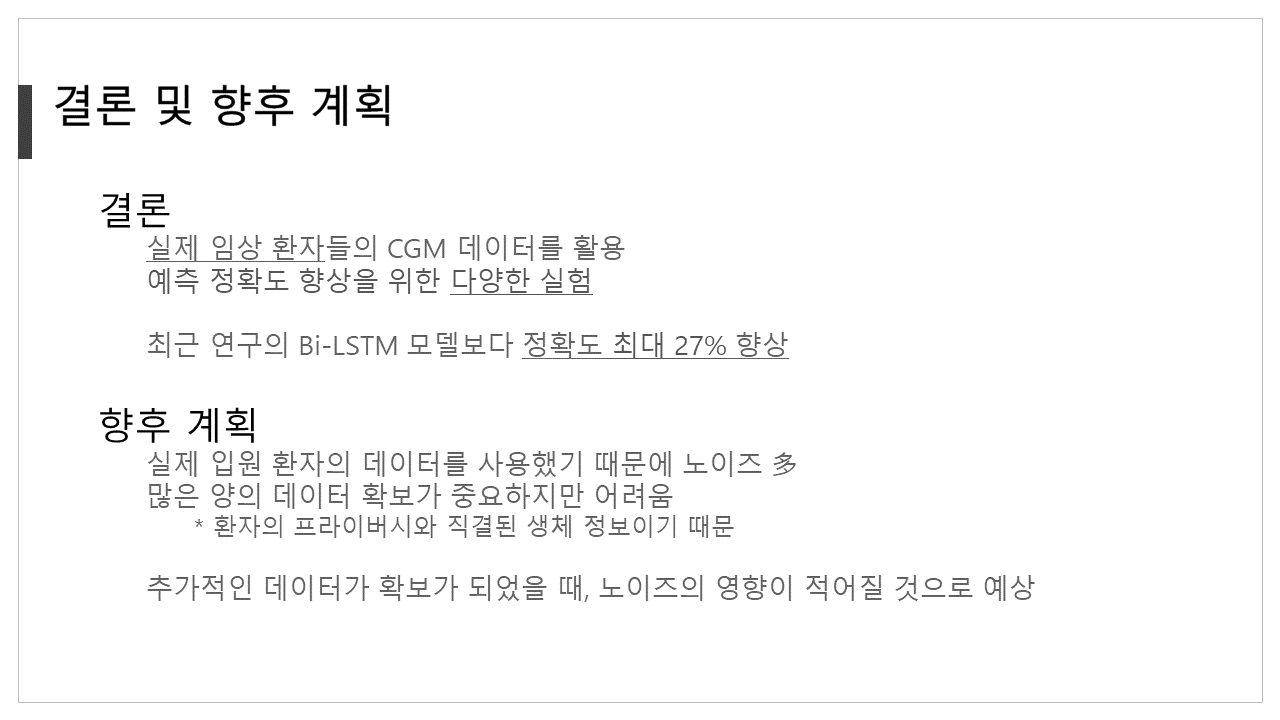 결론 및 향후 계획
결론
실제 임상 환자들의 CGM 데이터를 활용
예측 정확도 향상을 위한 다양한 실험
최근 연구의 Bi-LSTM 모델보다 정확도 최대 27% 향상
향후 계획
실제 입원 환자의 데이터를 사용했기 때문에 노이즈 多
많은 양의 데이터 확보가 중요하지만 어려움
* 환자의 프라이버시와 직결된 생체 정보이기 때문
추가적인 데이터가 확보가 되었을 때, 노이즈의 영향이 적어질 것으로 예상